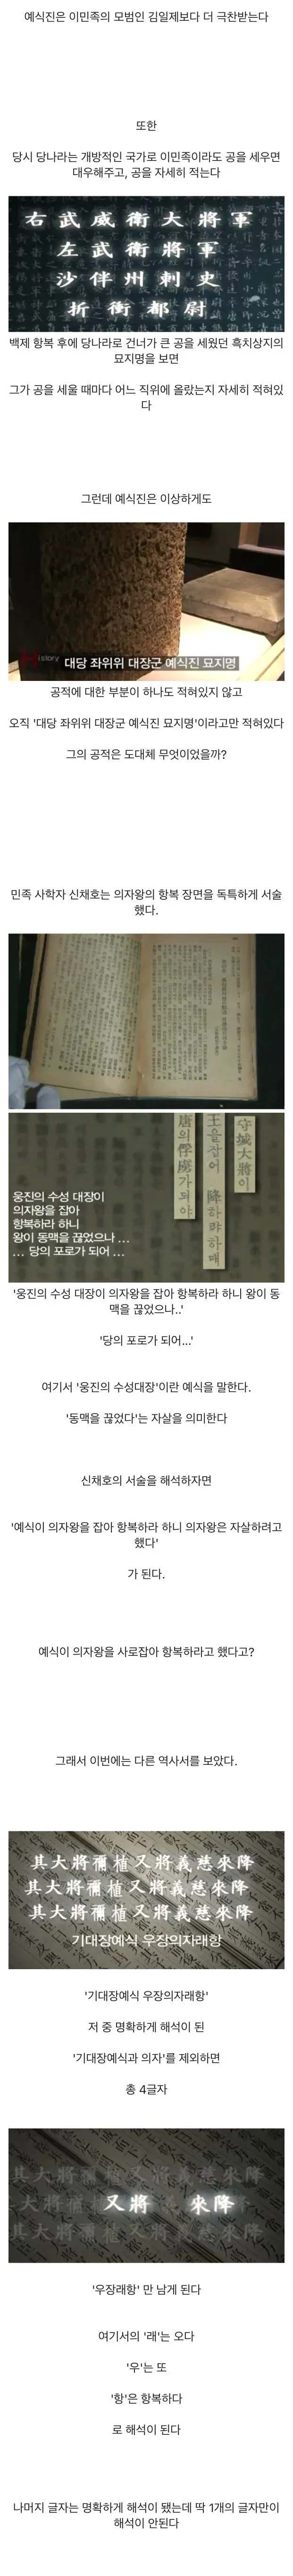 예식진은 이민족의 모범인 김일제보다 더 극찬받는다
또한
당시 당나라는 개방적인 국가로 이민족이라도 공을 세우면
대우해주고, 공을 자세히 적는다
右武威衛大將軍
左武威衛將軍
沙伴州刺史
折衝都尉
백제 항복 후에 당나라로 건너가 큰 공을 세웠던 흑치상지의
묘지명을 보면
그가 공을 세울 때마다 어느 직위에 올랐는지 자세히 적혀있
다
그런데 예식진은 이상하게도
History
대당 좌위위 대장군 예식진 묘지명
공적에 대한 부분이 하나도 적혀있지 않고
오직 '대당 좌위위 대장군 예식진 묘지명'이라고만 적혀있다
그의 공적은 도대체 무엇이었을까?
민족 사학자 신채호는 의자왕의 항복 장면을 독특하게 서술
했다.
守城大將이
王을잡어 降하라하매
唐의俘虜가되야
웅진의 수성 대장이
의자왕을 잡아
항복하라 하니
왕이 동맥을 끊었으나 ...
... 당의 포로가 되어 ...
'웅진의 수성 대장이 의자왕을 잡아 항복하라 하니 왕이 동
맥을 끊었으나..'
'당의 포로가 되어...'
여기서 '웅진의 수성대장'이란 예식을 말한다.
'동맥을 끊었다'는 자살을 의미한다
신채호의 서술을 해석하자면
'예식이 의자왕을 잡아 항복하라 하니 의자왕은 자살하려고
했다'
가 된다.
예식이 의자왕을 사로잡아 항복하라고 했다고?
그래서 이번에는 다른 역사서를 보았다.
其大將禰植又將義慈來降
其大將禰植又將義慈來降
其大將禰植又將義慈來降
기대장예식 우장의자래항
'기대장예식 우장의자래항'
저 중 명확하게 해석이 된
'기대장예식과 의자'를 제외하면
총 4글자
其大將禰植又將義慈來降
又將 來降
'우장래항' 만 남게 된다
여기서의 '래'는 오다
'우'는 또
'항'은 항복하다
로 해석이 된다
나머지 글자는 명확하게 해석이 됐는데 딱 1개의 글자만이
해석이 안된다